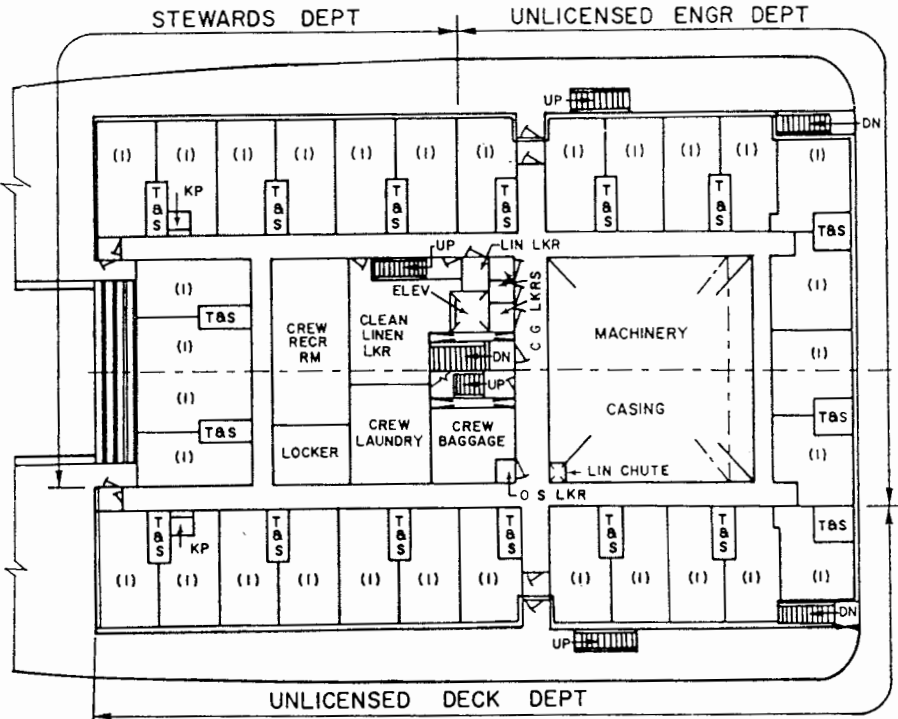 STEWARDS DEPT
UNLICENSED ENGR DEPT
UP
DN
(1) (1) (1) (1) (1) (1) (1) (1) (1) (1) (1) (1)
KP
T&S T&S T&S T&S T&S T&S
T&S
UP
LIN LKR
(1)
(1)
ELEV
C G LKRS
T&S
CREW
RECR
RM
CLEAN
LINEN
LKR
MACHINERY
(1)
DN
(1)
UP
(1)
CASING
T&S
T&S
LOCKER
CREW
LAUNDRY
CREW
BAGGAGE
(1)
(1)
LIN CHUTE
O S LKR
T&S T&S T&S T&S T&S T&S
T&S
KP
(1) (1) (1) (1) (1) (1) (1) (1) (1) (1) (1) (1)
DN
UP
UNLICENSED DECK DEPT